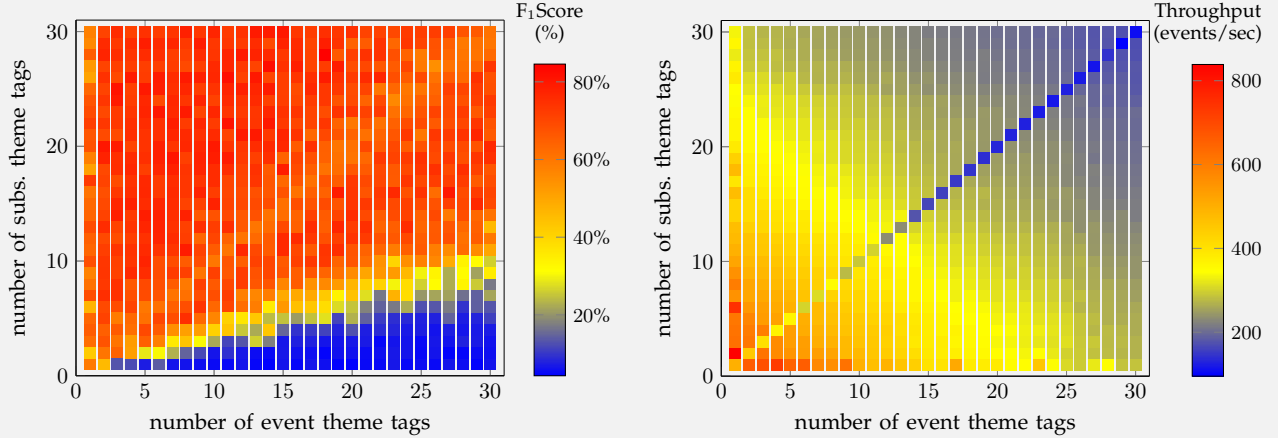 F1Score
(%)
30
20
10
0
0 5 10 15 20 25 30
number of subs. theme tags
number of event theme tags
80%
60%
40%
20%
Throughput
(events/sec)
30
20
10
0
0 5 10 15 20 25 30
number of subs. theme tags
number of event theme tags
800
600
400
200